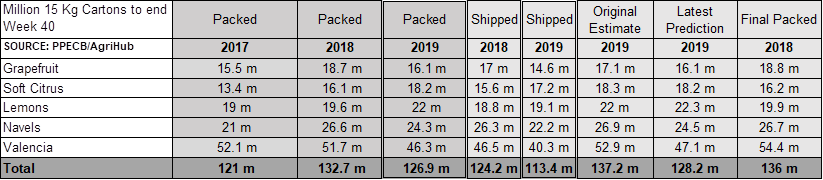 Million 15 Kg Cartons to end Week 40 Packed Packed Packed Shipped Shipped Original Estimate Latest Prediction Final Packed
SOURCE: PPECB/AgriHub 2017 2018 2019 2018 2019 2019 2019 2018
Grapefruit 15.5 m 18.7 m 16.1 m 17 m 14.6 m 17.1 m 16.1 m 18.8 m
Soft Citrus 13.4 m 16.1 m 18.2 m 15.6 m 17.2 m 18.3 m 18.2 m 16.2 m
Lemons 19 m 19.6 m 22 m 18.8 m 19.1 m 22 m 22.3 m 19.9 m
Navels 21 m 26.6 m 24.3 m 26.3 m 22.2 m 26.9 m 24.5 m 26.7 m
Valencia 52.1 m 51.7 m 46.3 m 46.5 m 40.3 m 52.9 m 47.1 m 54.4 m
Total 121 m 132.7 m 126.9 m 124.2 m 113.4 m 137.2 m 128.2 m 136 m